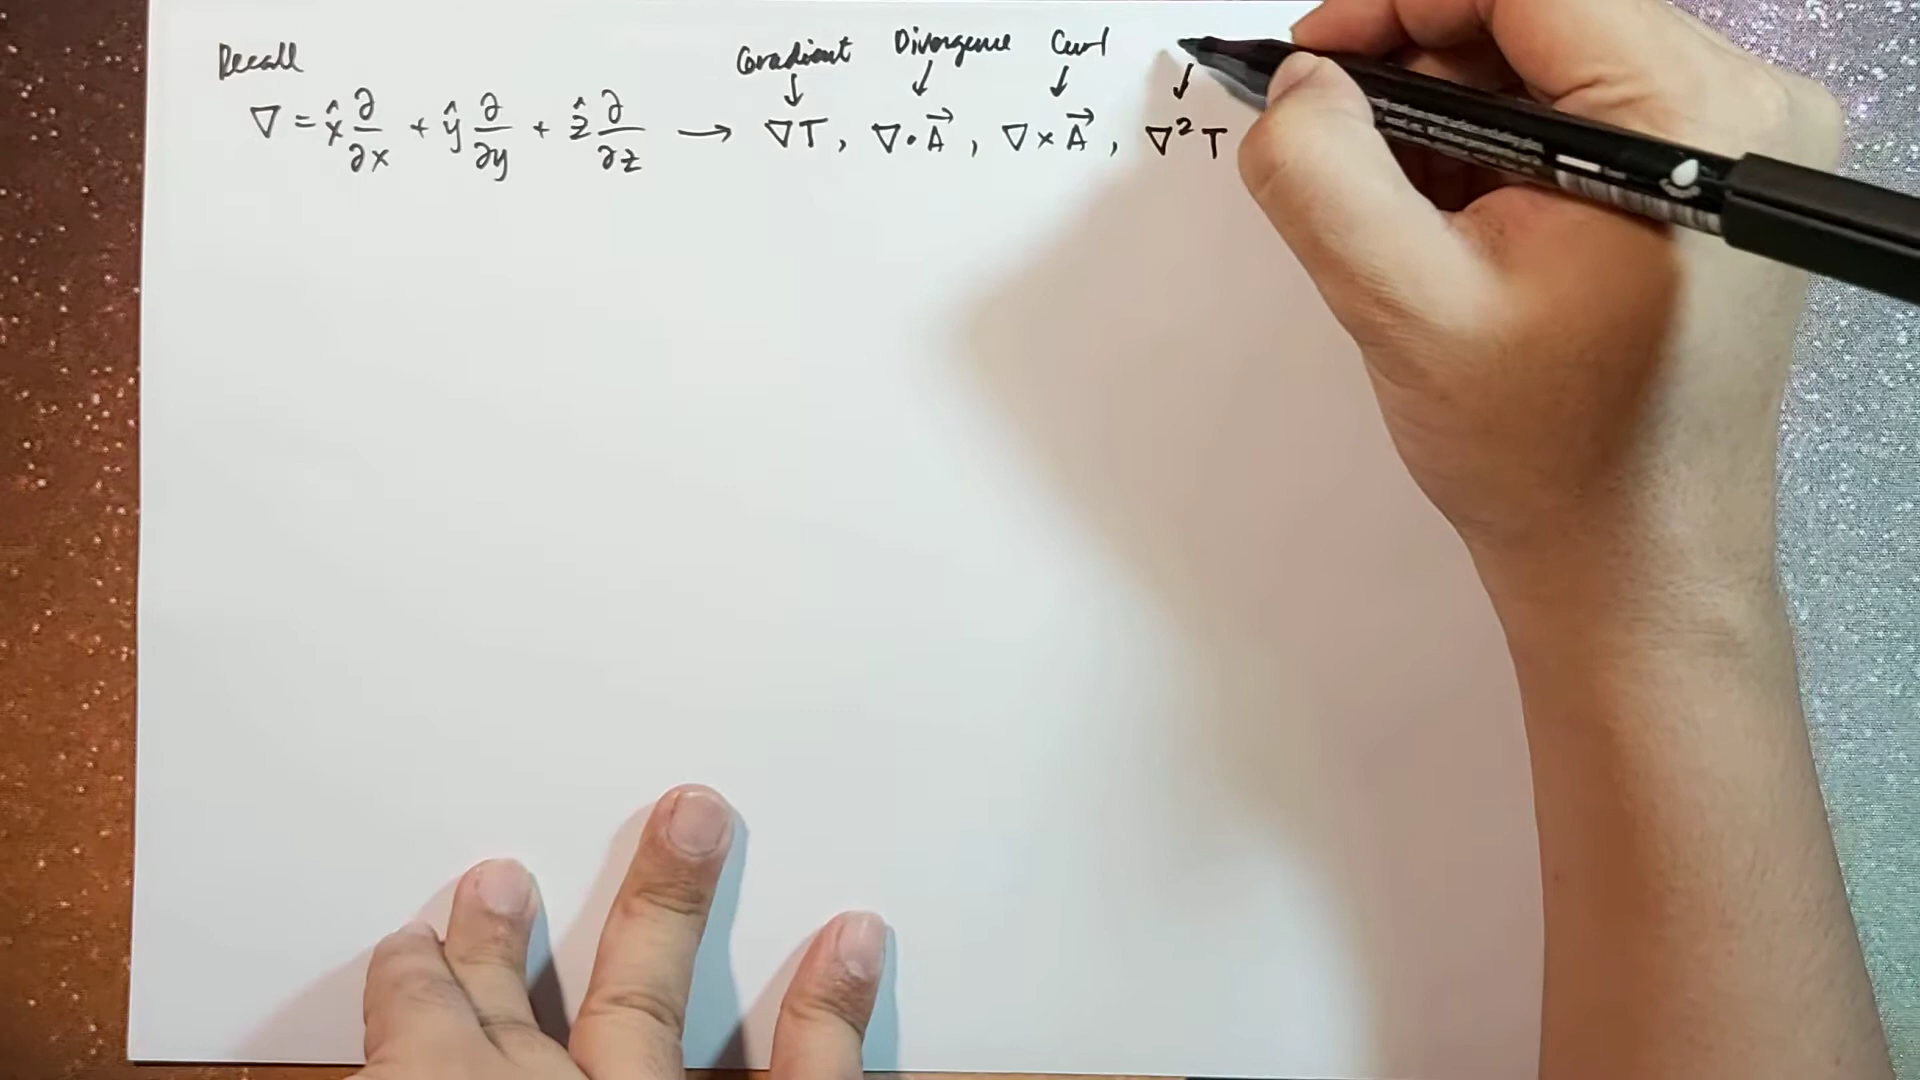 Recall
Gradient Divergence Curl
↓ ↓ ↓ ↓
∇ = x̂ ∂/∂x + ŷ ∂/∂y + ẑ ∂/∂z → ∇T, ∇·A⃗, ∇×A⃗, ∇²T